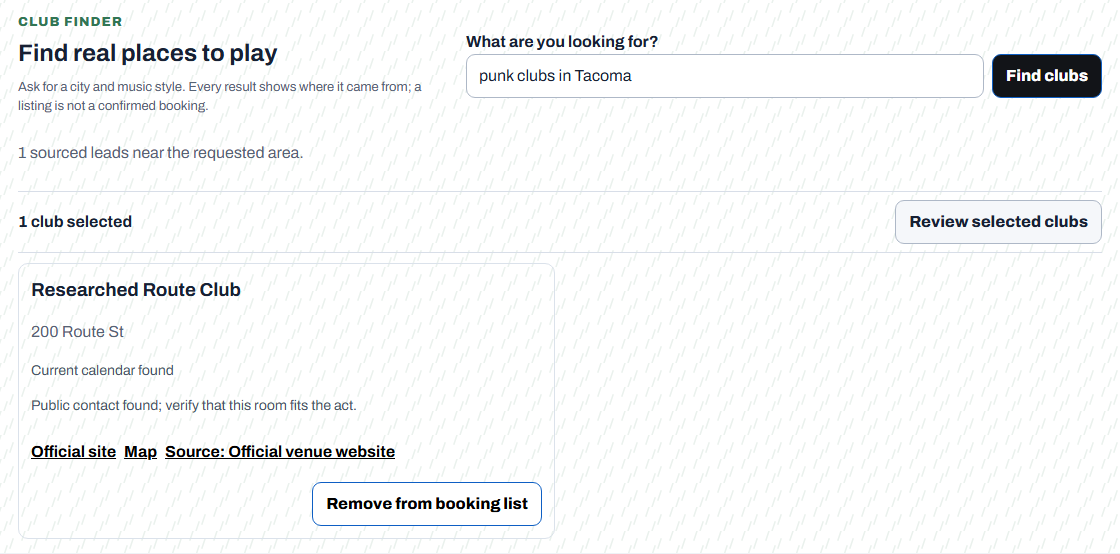 CLUB FINDER
Find real places to play
Ask for a city and music style. Every result shows where it came from; a
listing is not a confirmed booking.
What are you looking for?
punk clubs in Tacoma
Find clubs
1 sourced leads near the requested area.
1 club selected
Review selected clubs
Researched Route Club
200 Route St
Current calendar found
Public contact found; verify that this room fits the act.
Official site Map Source: Official venue website
Remove from booking list